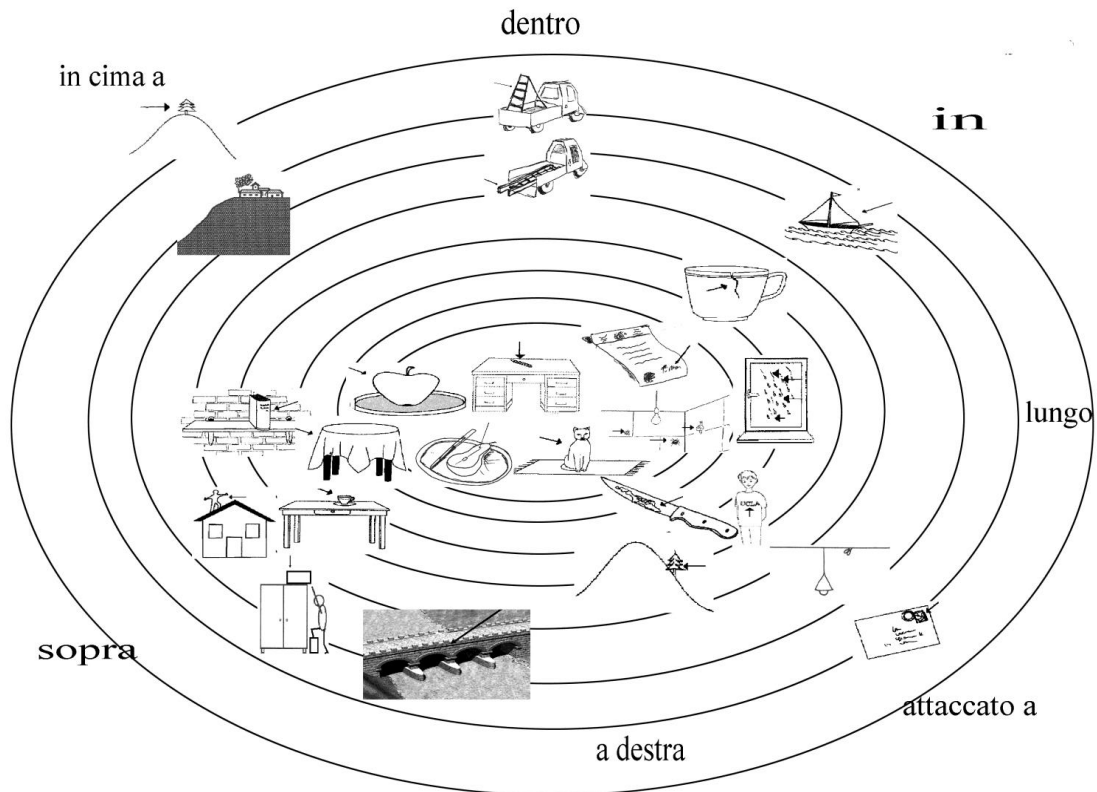 dentro
in cima a
in
lungo
sopra
attaccato a
a destra